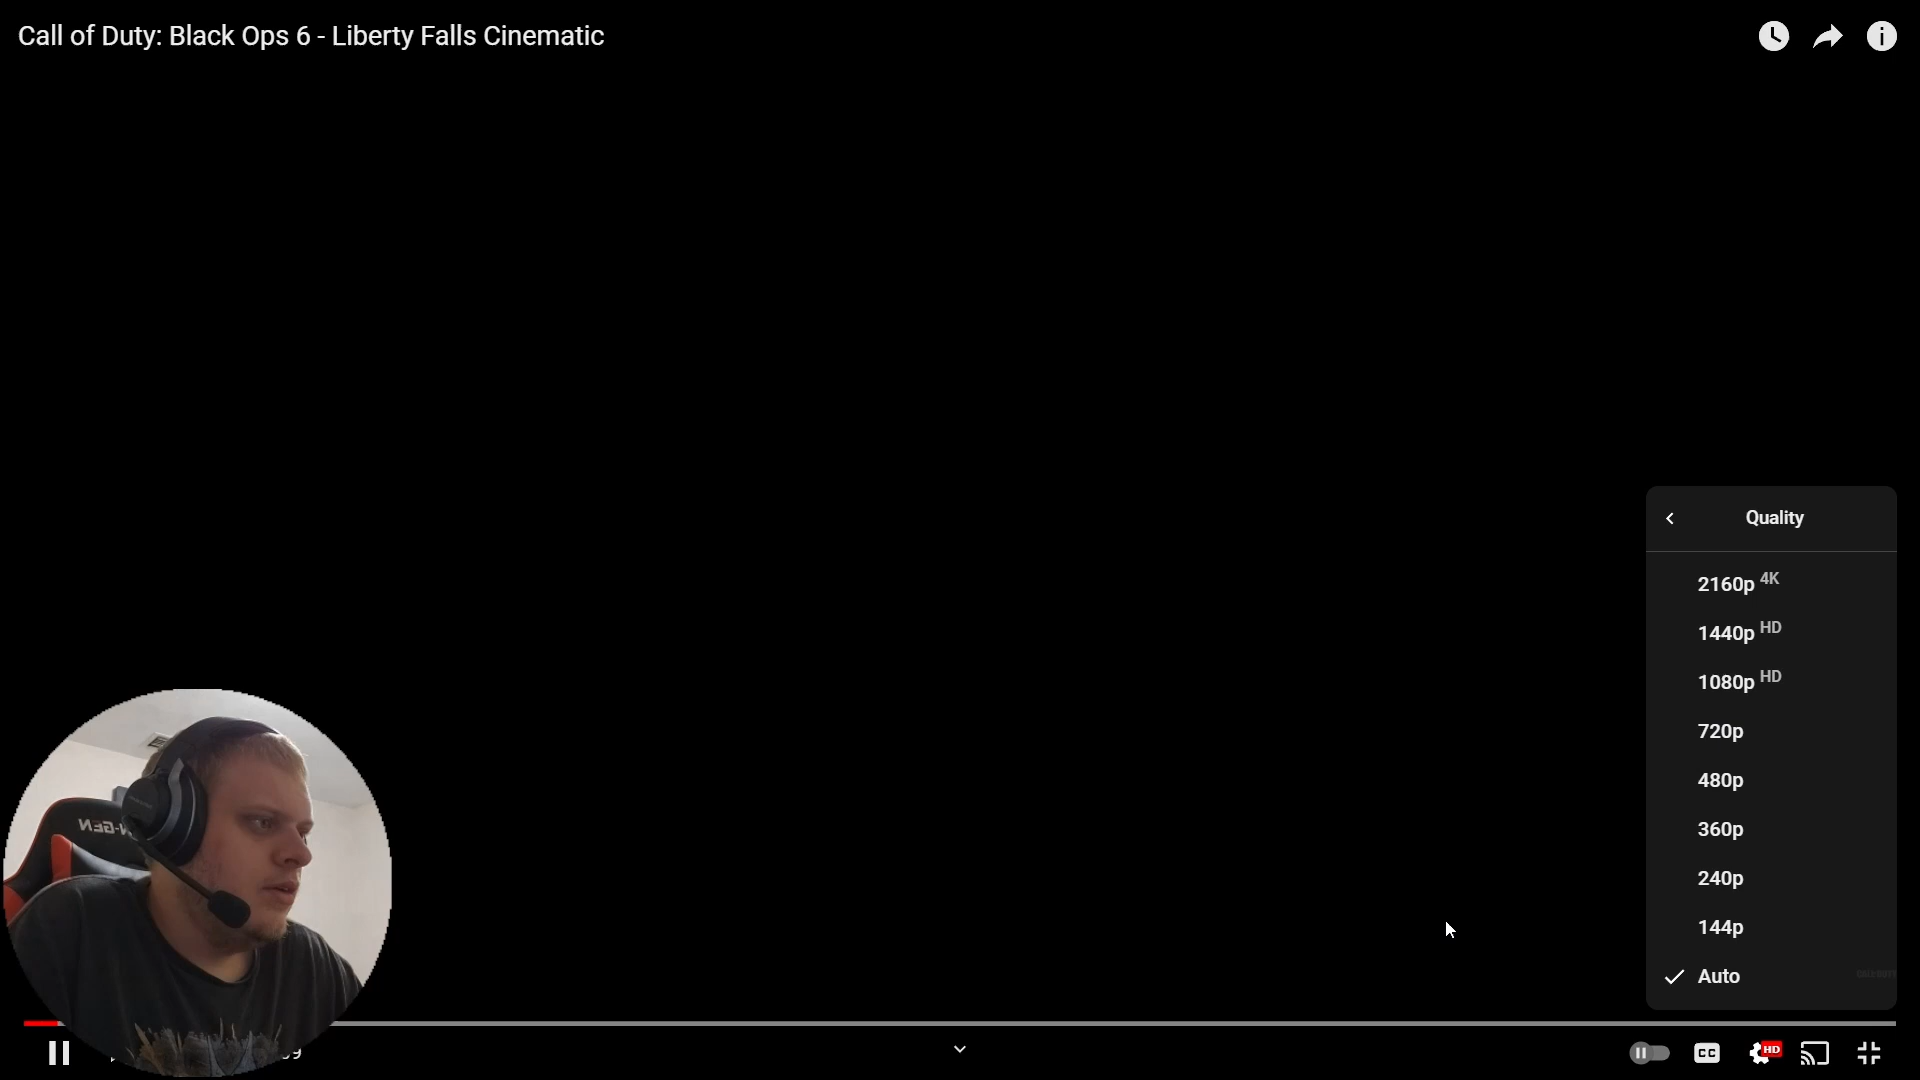 Call of Duty: Black Ops 6 - Liberty Falls Cinematic
Quality
2160p 4K
1440p HD
1080p HD
720p
480p
360p
240p
144p
Auto
CC
HD